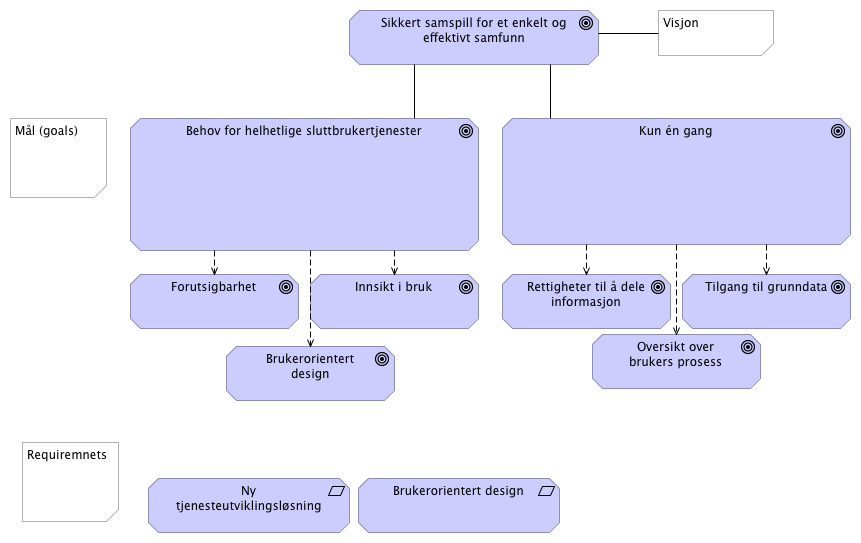 Sikkert samspill for et enkelt og
effektivt samfunn
Visjon
Mål (goals)
Behov for helhetlige sluttbrukertjenester
Kun én gang
Forutsigbarhet
Innsikt i bruk
Rettigheter til å dele
informasjon
Tilgang til grunndata
Brukerorientert
design
Oversikt over
brukers prosess
Requiremnets
Ny
tjenesteutviklingsløsning
Brukerorientert design